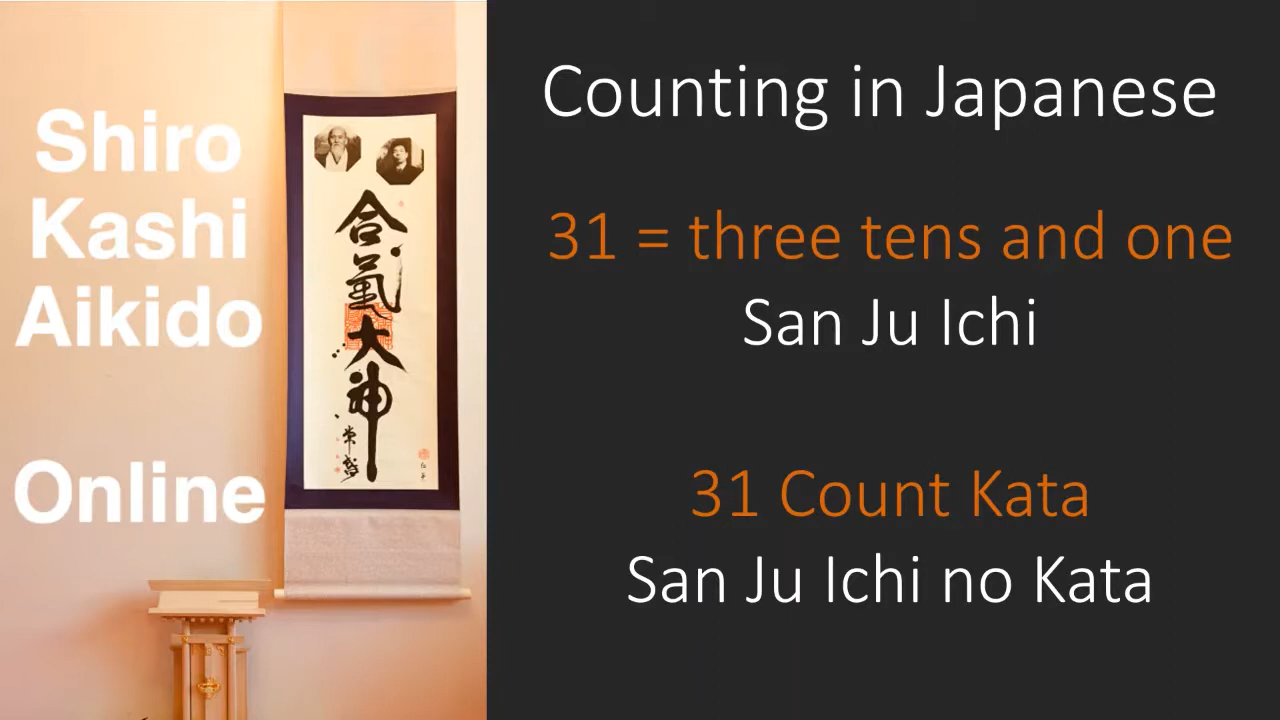 Shiro
Kashi
Aikido
Online
合氣大神
Counting in Japanese
31 = three tens and one
San Ju Ichi
31 Count Kata
San Ju Ichi no Kata